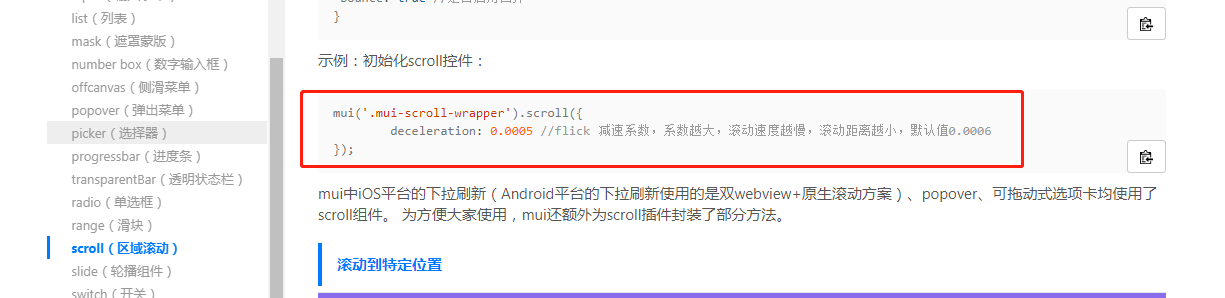 list（列表）
mask（遮罩蒙版）
number box（数字输入框）
offcanvas（侧滑菜单）
popover（弹出菜单）
picker（选择器）
progressbar（进度条）
transparentBar（透明状态栏）
radio（单选框）
range（滑块）
scroll（区域滚动）
slide（轮播组件）
switch（开关）
}
示例：初始化scroll控件：
mui('.mui-scroll-wrapper').scroll({
deceleration: 0.0005 //flick 减速系数，系数越大，滚动速度越慢，滚动距离越小，默认值0.0006
});
mui中iOS平台的下拉刷新（Android平台的下拉刷新使用的是双webview+原生滚动方案）、popover、可拖动式选项卡均使用了
scroll组件。 为方便大家使用，mui还额外为scroll插件封装了部分方法。
滚动到特定位置